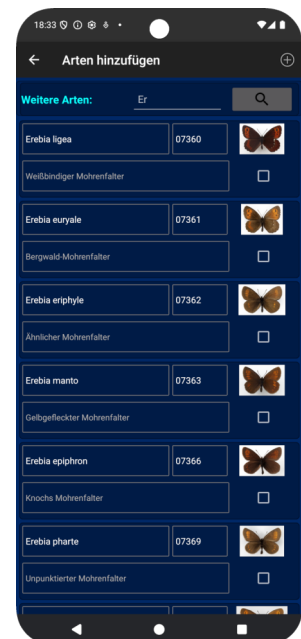 18:33
Arten hinzufügen
Weitere Arten: Er
Erebia ligea 07360
Weißbindiger Mohrenfalter
Erebia euryale 07361
Bergwald-Mohrenfalter
Erebia eriphyle 07362
Ähnlicher Mohrenfalter
Erebia manto 07363
Gelbgefleckter Mohrenfalter
Erebia epiphron 07366
Knochs Mohrenfalter
Erebia pharte 07369
Unpunktierter Mohrenfalter